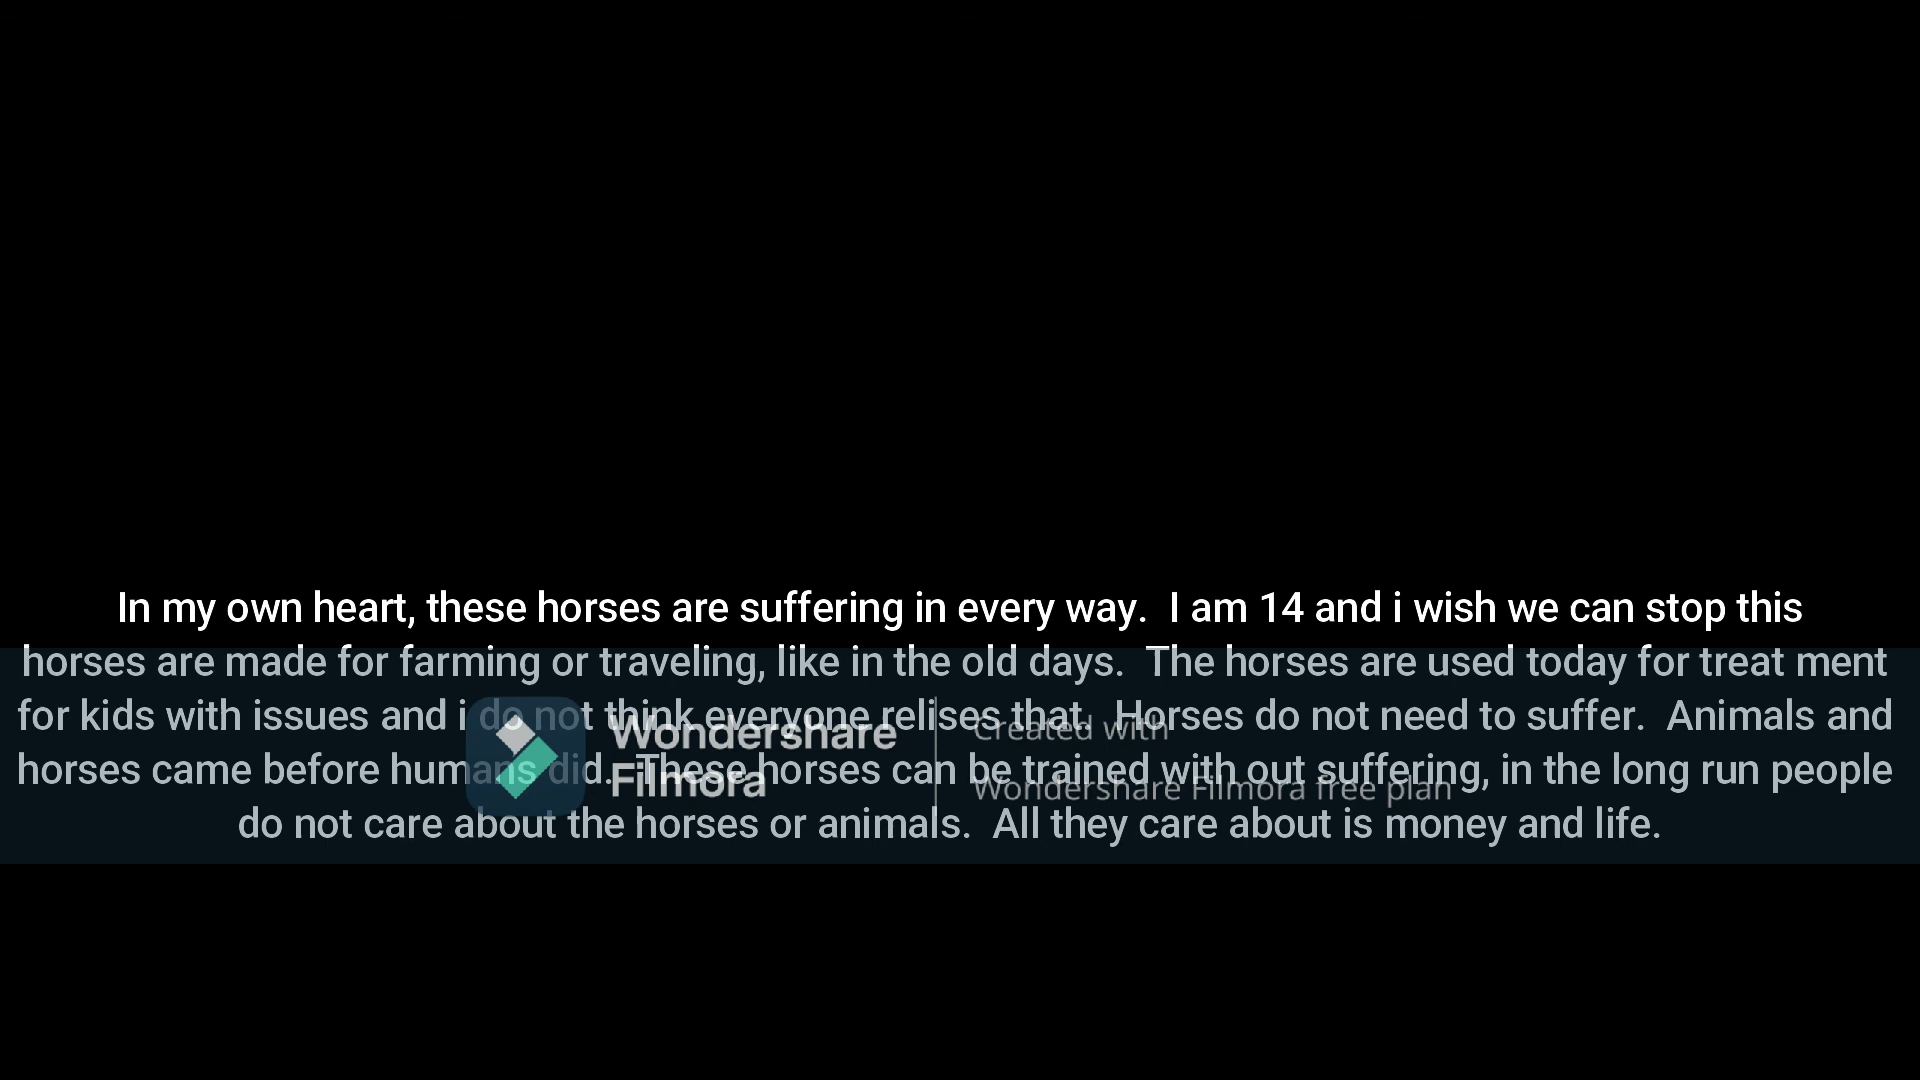 In my own heart, these horses are suffering in every way.  I am 14 and i wish we can stop this
horses are made for farming or traveling, like in the old days.  The horses are used today for treat ment
for kids with issues and i do not think everyone relises that.  Horses do not need to suffer.  Animals and
horses came before humans did.  These horses can be trained with out suffering, in the long run people
do not care about the horses or animals.  All they care about is money and life.
Wondershare
Filmora
Created with
Wondershare Filmora free plan